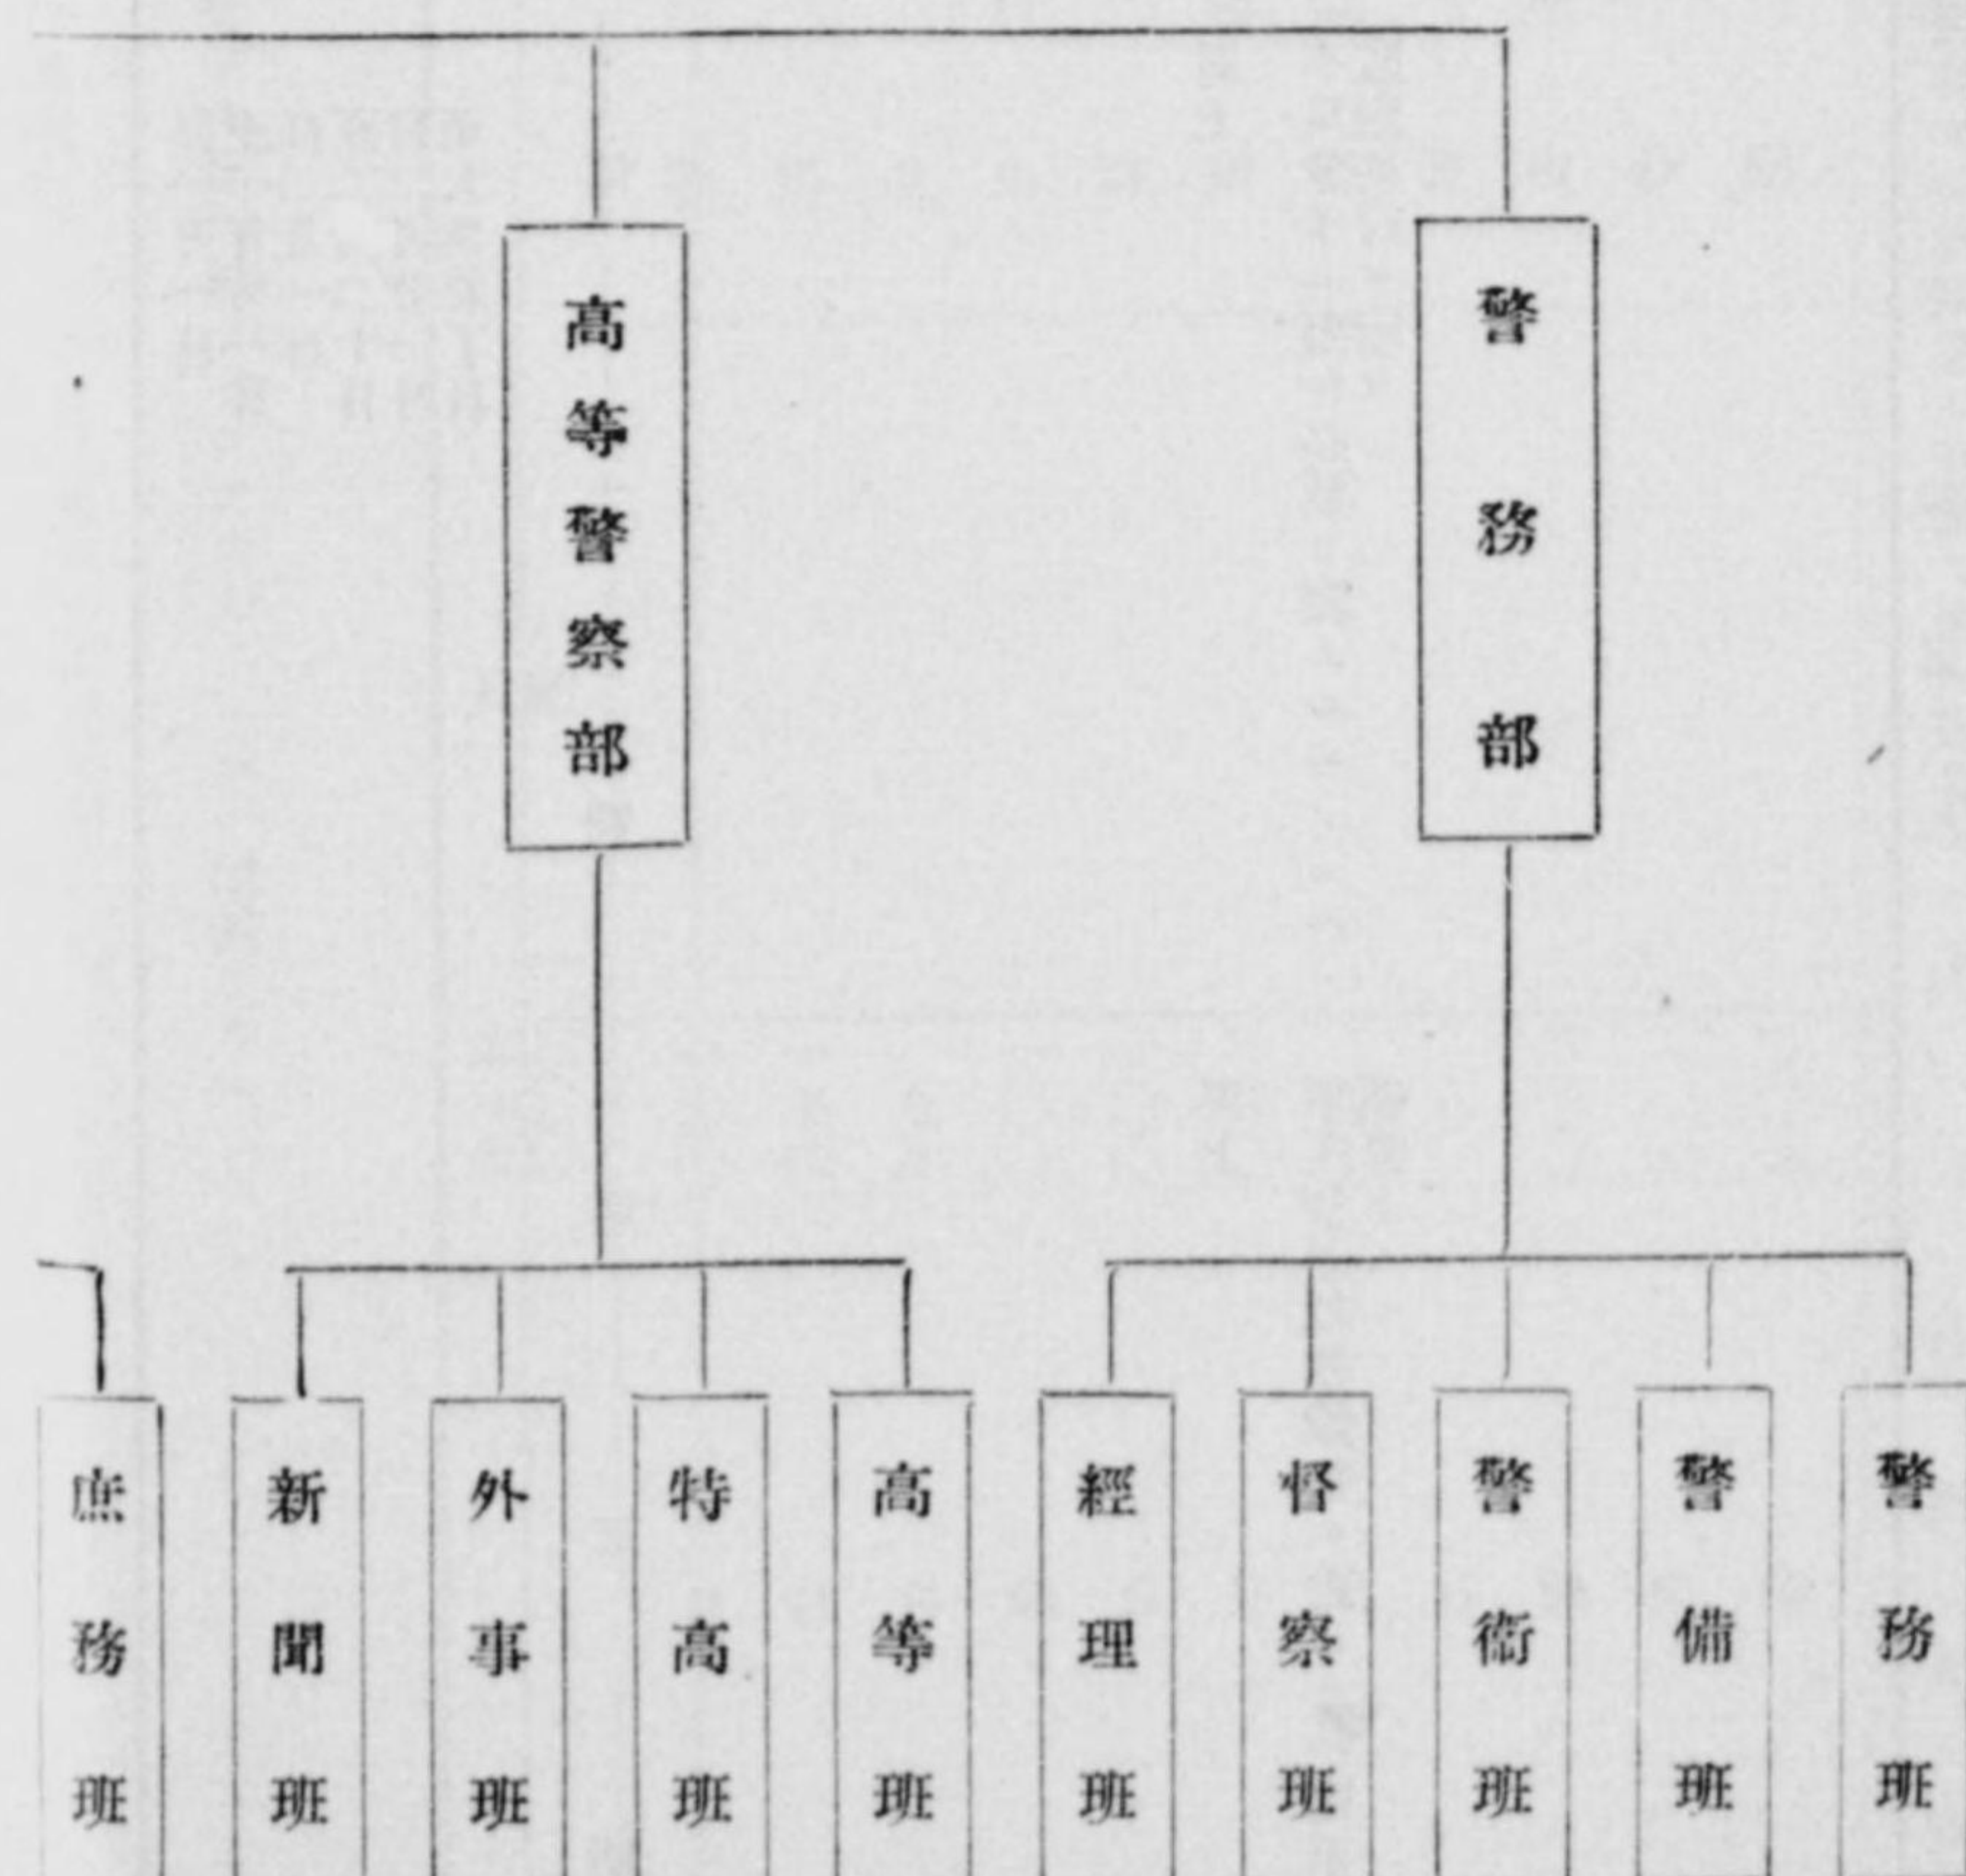 警務部
高等警察部
警務班
警備班
警衞班
督察班
經理班
高等班
特高班
外事班
新聞班
庶務班